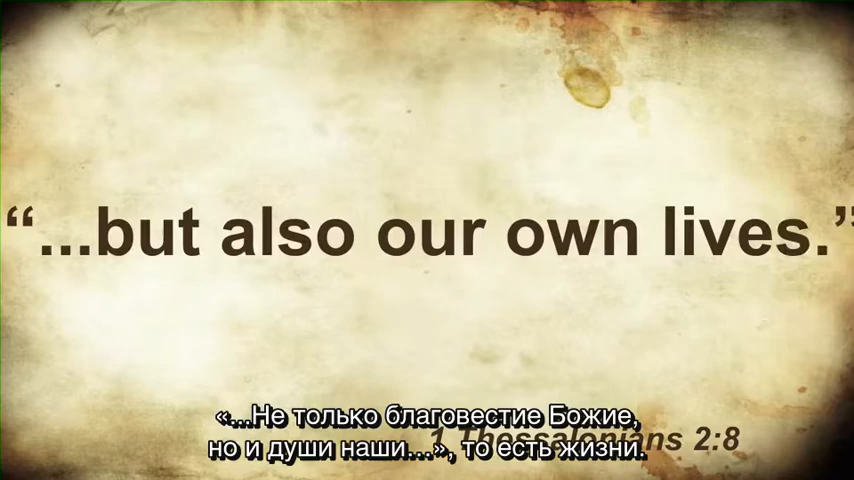 “...but also our own lives.”
1 Thessalonians 2:8
«...Не только благовестие Божие,
но и души наши...», то есть жизни.